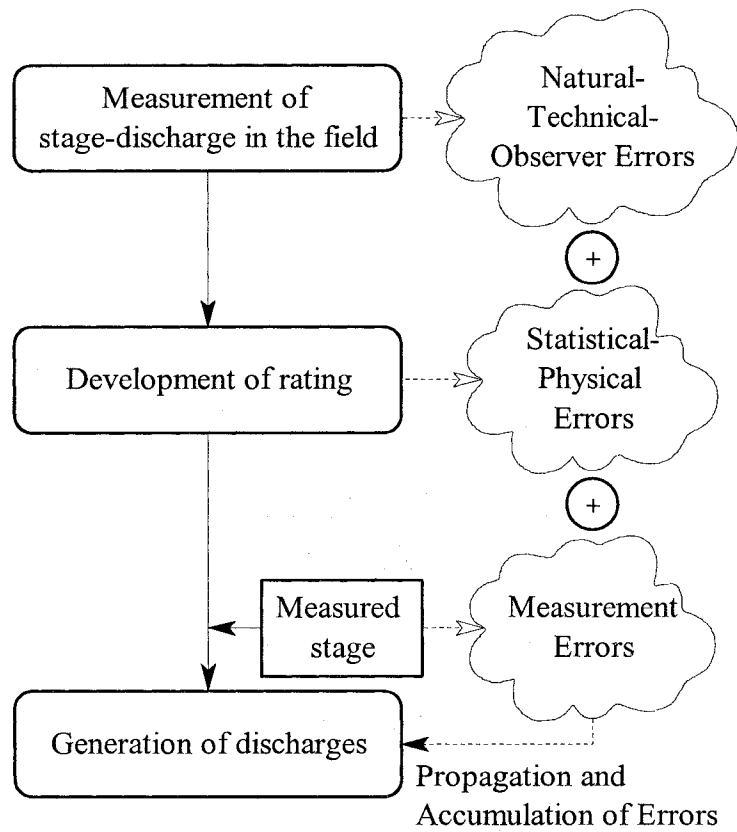 Measurement of
stage-discharge in the field
Natural-
Technical-
Observer Errors
+
Development of rating
Statistical-
Physical
Errors
+
Measured
stage
Measurement
Errors
Generation of discharges
Propagation and
Accumulation of Errors